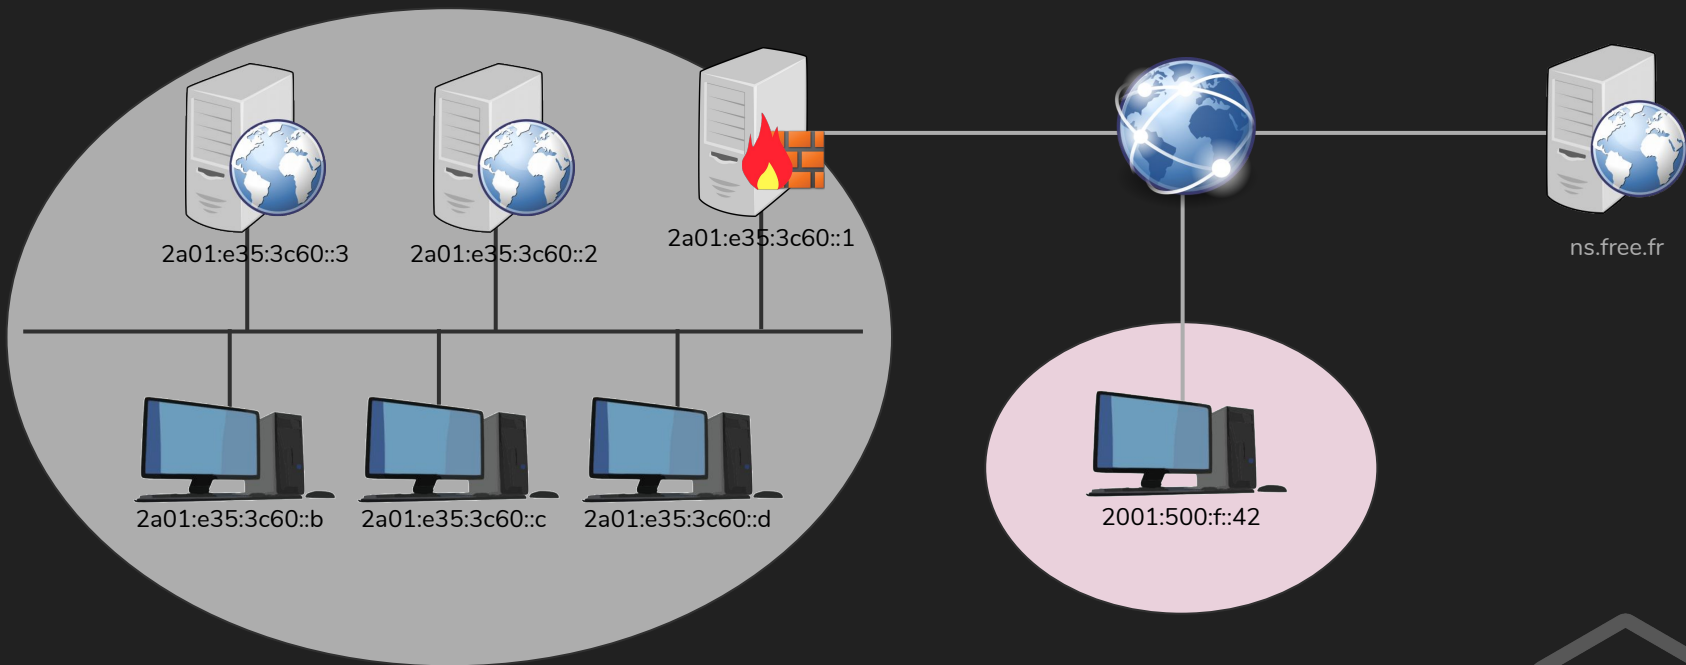 2a01:e35:3c60::3
2a01:e35:3c60::2
2a01:e35:3c60::1
ns.free.fr
2a01:e35:3c60::b
2a01:e35:3c60::c
2a01:e35:3c60::d
2001:500:f::42